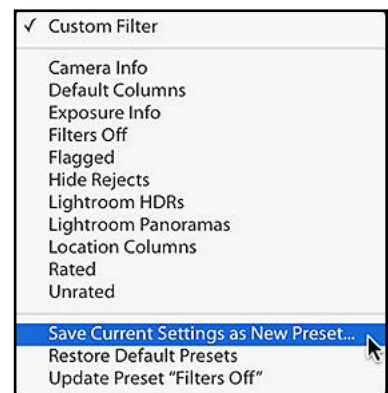 ✓ Custom Filter
Camera Info
Default Columns
Exposure Info
Filters Off
Flagged
Hide Rejects
Lightroom HDRs
Lightroom Panoramas
Location Columns
Rated
Unrated
Save Current Settings as New Preset...
Restore Default Presets
Update Preset “Filters Off”